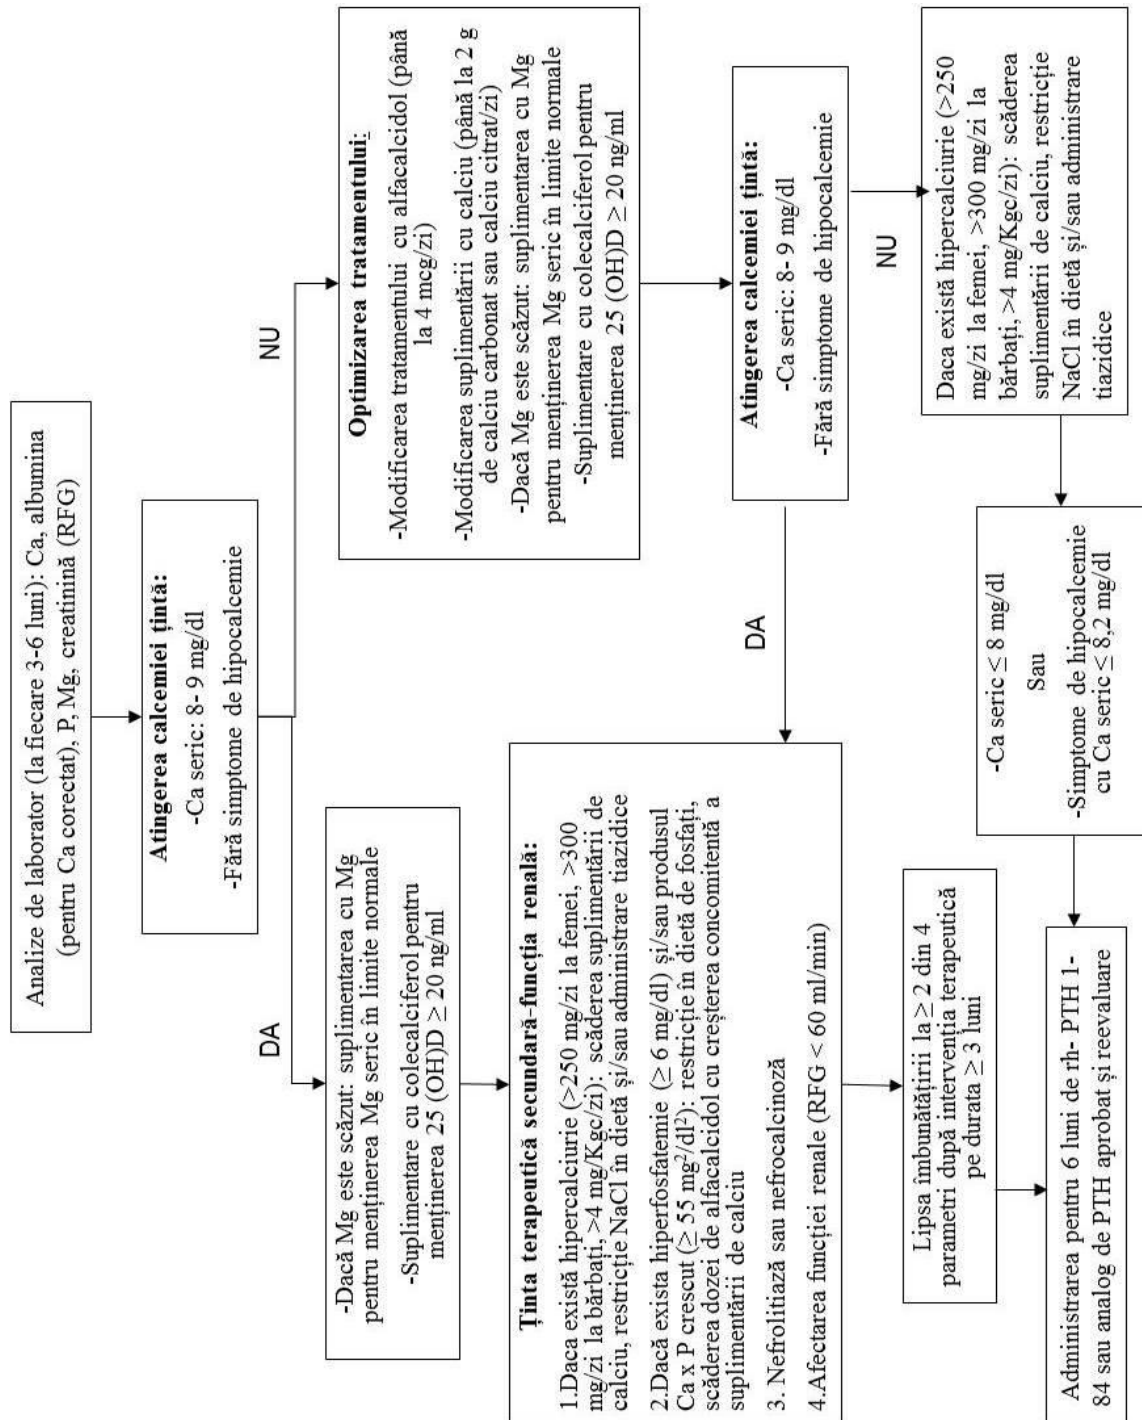 Analize de laborator (la fiecare 3-6 luni): Ca, albumina
(pentru Ca corectat), P, Mg, creatinină (RFG)
Atingerea calcemiei țintă:
-Ca seric: 8- 9 mg/dl
-Fără simptome de hipocalcemie
DA
NU
-Dacă Mg este scăzut: suplimentarea cu Mg
pentru menținerea Mg seric în limite normale
-Suplimentare cu colecalciferol pentru
menținerea 25 (OH)D ≥ 20 ng/ml
Optimizarea tratamentului:
-Modificarea tratamentului cu alfacalcidol (până
la 4 mcg/zi)
-Modificarea suplimentării cu calciu (până la 2 g
de calciu carbonat sau calciu citrat/zi)
-Dacă Mg este scăzut: suplimentarea cu Mg
pentru menținerea Mg seric în limite normale
-Suplimentare cu colecalciferol pentru
menținerea 25 (OH)D ≥ 20 ng/ml
Ținta terapeutică secundară-funcția renală:
1.Daca există hipercalciurie (>250 mg/zi la femei, >300
mg/zi la bărbați, >4 mg/Kgc/zi): scăderea suplimentării de
calciu, restricție NaCl în dietă și/sau administrare tiazidice
2.Dacă exista hiperfosfatemie (≥ 6 mg/dl) și/sau produsul
Ca x P crescut (≥ 55 mg²/dl²): restricție în dietă de fosfați,
scăderea dozei de alfacalcidol cu creșterea concomitentă a
suplimentării de calciu
3. Nefrolitiază sau nefrocalcinoză
4.Afectarea funcției renale (RFG < 60 ml/min)
DA
Atingerea calcemiei țintă:
-Ca seric: 8- 9 mg/dl
-Fără simptome de hipocalcemie
NU
Lipsa îmbunătățirii la ≥ 2 din 4
parametri după intervenția terapeutică
pe durata ≥ 3 luni
-Ca seric ≤ 8 mg/dl
Sau
-Simptome de hipocalcemie
cu Ca seric ≤ 8,2 mg/dl
Daca există hipercalciurie (>250
mg/zi la femei, >300 mg/zi la
bărbați, >4 mg/Kgc/zi): scăderea
suplimentării de calciu, restricție
NaCl în dietă și/sau administrare
tiazidice
Administrarea pentru 6 luni de rh- PTH 1-
84 sau analog de PTH aprobat și reevaluare